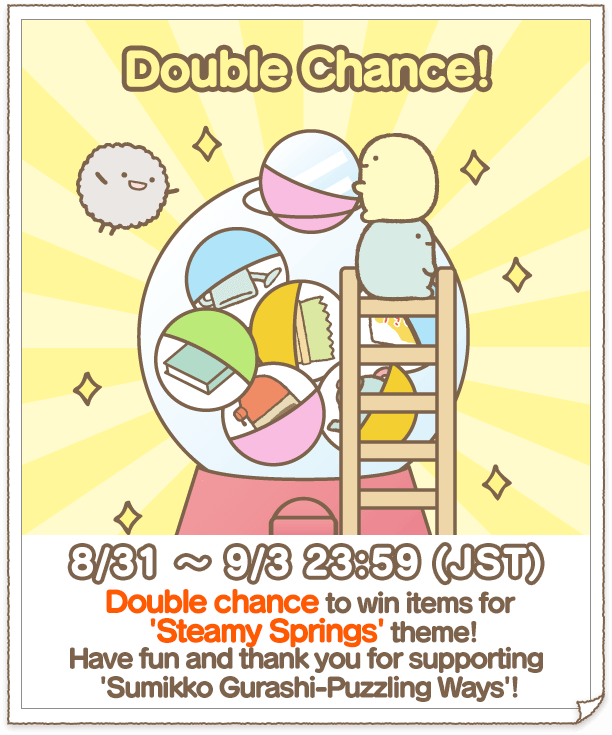 Double Chance!
8/31 ～ 9/3 23:59 (JST)
Double chance to win items for
'Steamy Springs' theme!
Have fun and thank you for supporting
'Sumikko Gurashi-Puzzling Ways'!